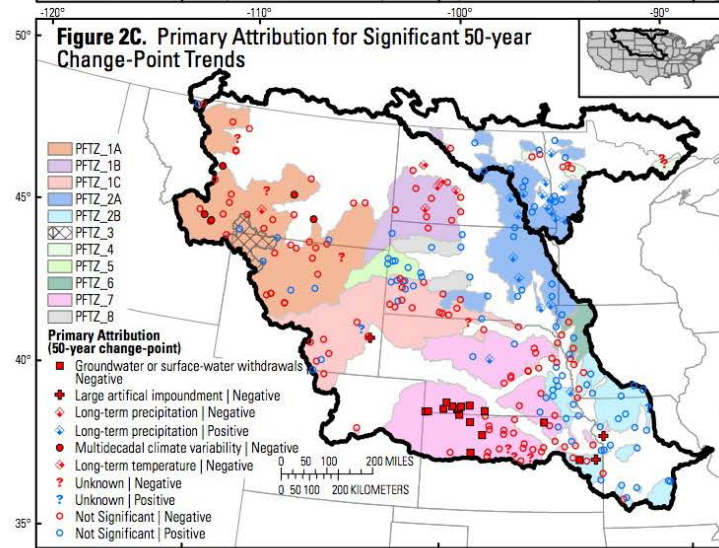 -120°
-110°
-100°
-90°
50°
Figure 2C. Primary Attribution for Significant 50-year
Change-Point Trends
PFTZ_1A
PFTZ_1B
PFTZ_1C
PFTZ_2A
PFTZ_2B
PFTZ_3
PFTZ_4
PFTZ_5
PFTZ_6
PFTZ_7
PFTZ_8
45°
40°
35°
Primary Attribution
(50-year change-point)
Groundwater or surface-water withdrawals |
Negative
Large artifical impoundment | Negative
Long-term precipitation | Negative
Long-term precipitation | Positive
Multidecadal climate variability | Negative
Long-term temperature | Negative
Unknown | Negative
Unknown | Positive
Not Significant | Negative
Not Significant | Positive
0 50 100 200 MILES
0 50 100 200 KILOMETERS
? ? ? ? ? ?